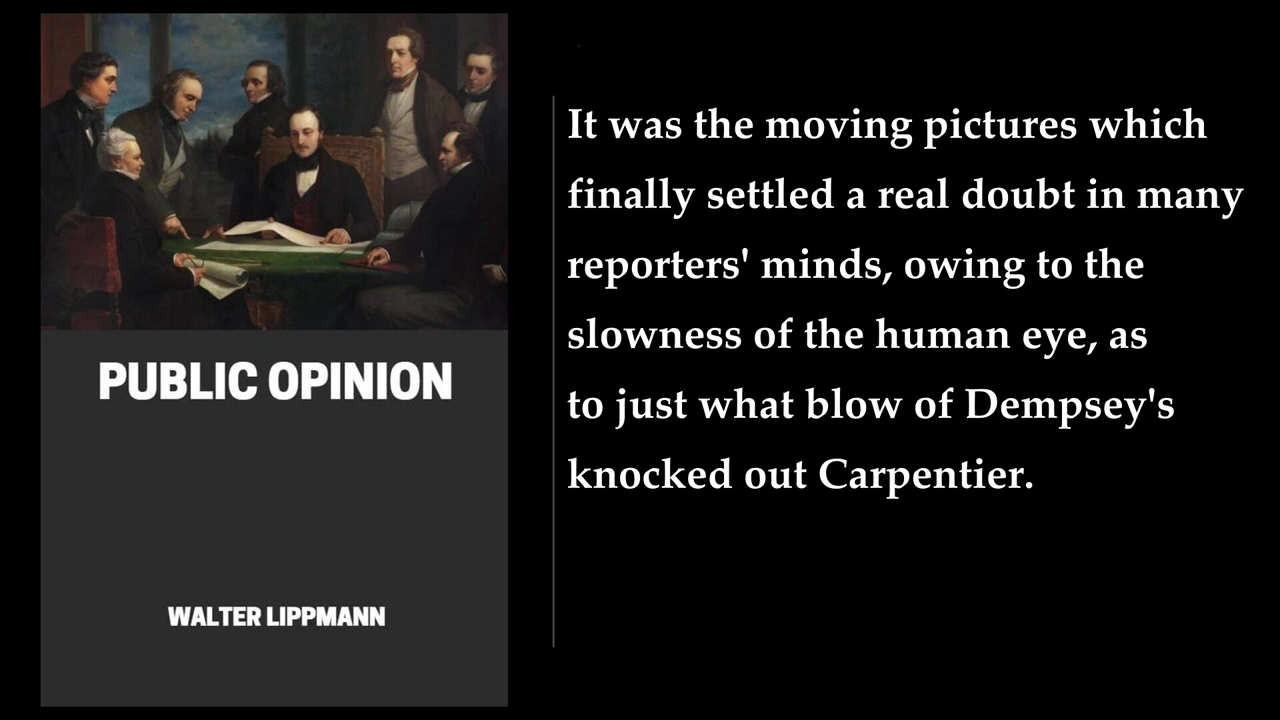 PUBLIC OPINION
WALTER LIPPMANN
It was the moving pictures which
finally settled a real doubt in many
reporters' minds, owing to the
slowness of the human eye, as
to just what blow of Dempsey's
knocked out Carpentier.